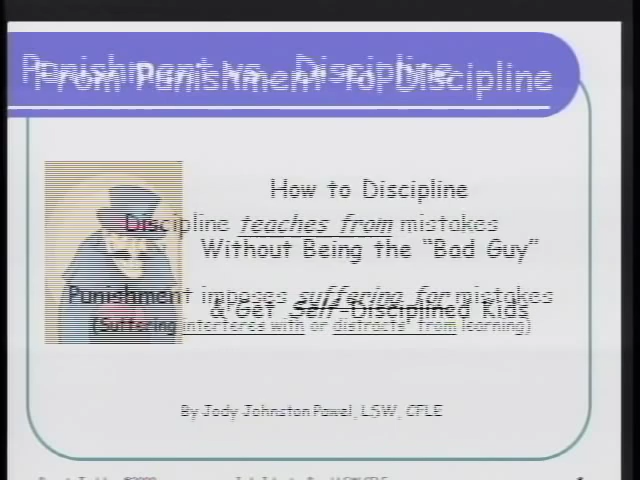 Punishment vs. Discipline
From Punishment To Discipline
How to Discipline
Discipline teaches from mistakes
Without Being the “Bad Guy”
Punishment imposes suffering for mistakes
& Get Self-Disciplined Kids
(Suffering interferes with or distracts from learning)
By Jody Johnston Pawel, LSW, CFLE